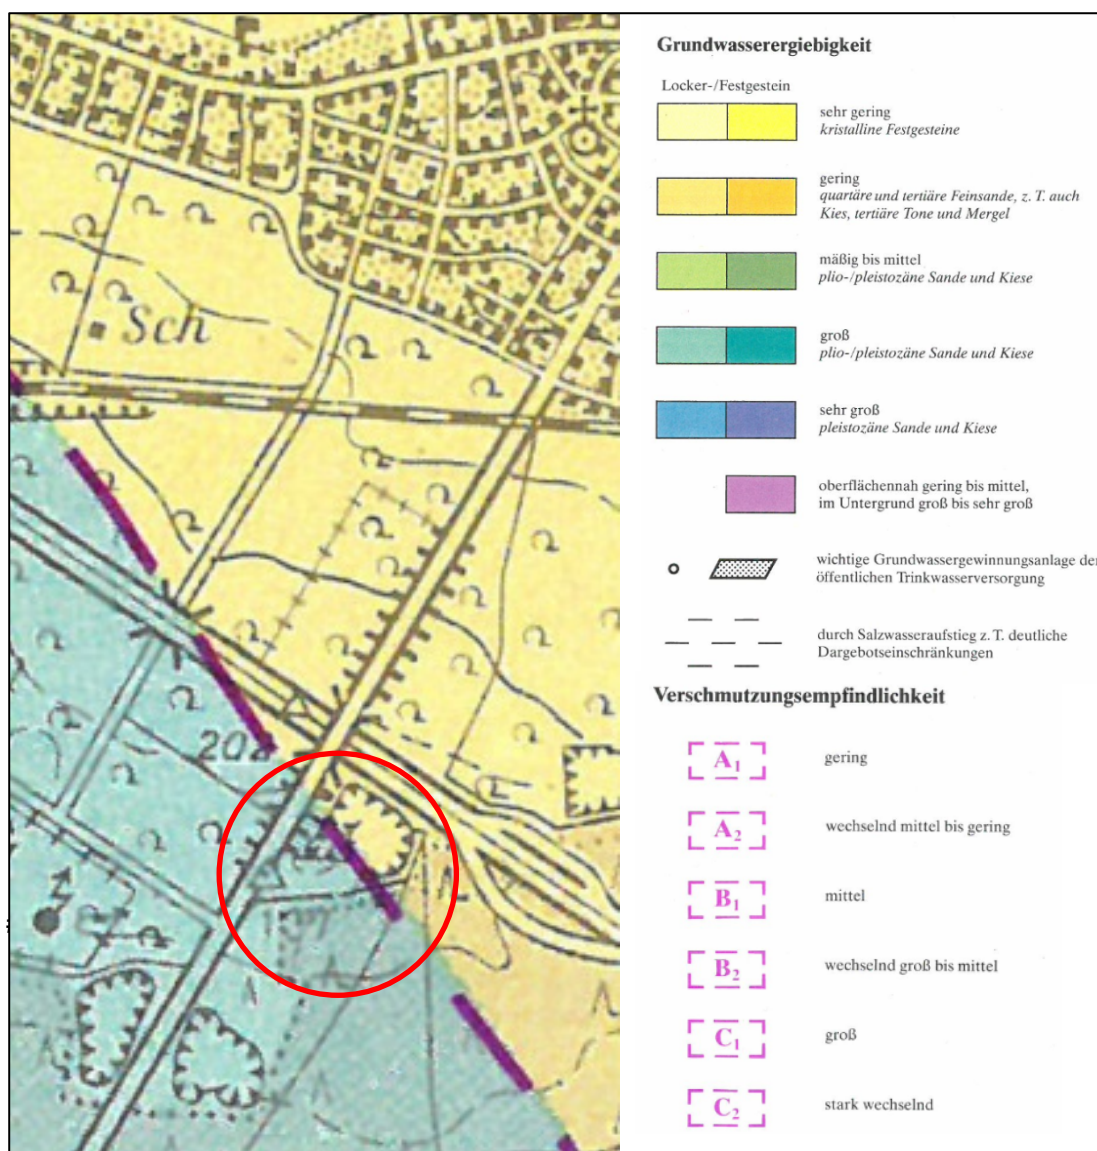 Sch
202
Grundwasserergiebigkeit
Locker-/Festgestein
sehr gering
kristalline Festgesteine
gering
quartäre und tertiäre Feinsande, z. T. auch
Kies, tertiäre Tone und Mergel
mäßig bis mittel
plio-/pleistozäne Sande und Kiese
groß
plio-/pleistozäne Sande und Kiese
sehr groß
pleistozäne Sande und Kiese
oberflächennah gering bis mittel,
im Untergrund groß bis sehr groß
wichtige Grundwassergewinnungsanlage der
öffentlichen Trinkwasserversorgung
durch Salzwasseraufstieg z. T. deutliche
Dargebotseinschränkungen
Verschmutzungsempfindlichkeit
A1 gering
A2 wechselnd mittel bis gering
B1 mittel
B2 wechselnd groß bis mittel
C1 groß
C2 stark wechselnd